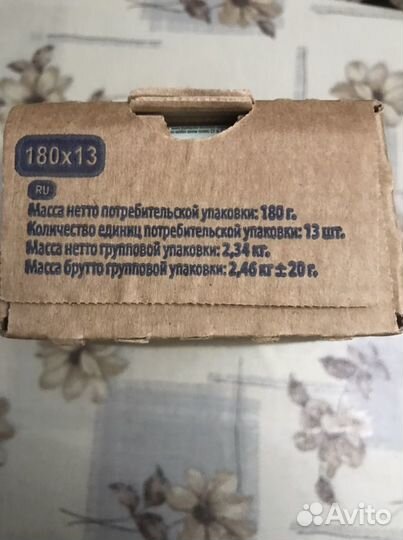 180x13
RU
Масса нетто потребительской упаковки: 180 г.
Количество единиц потребительской упаковки: 13 шт.
Масса нетто групповой упаковки: 2,34 кг.
Масса брутто групповой упаковки: 2,46 кг ± 20 г.
Avito